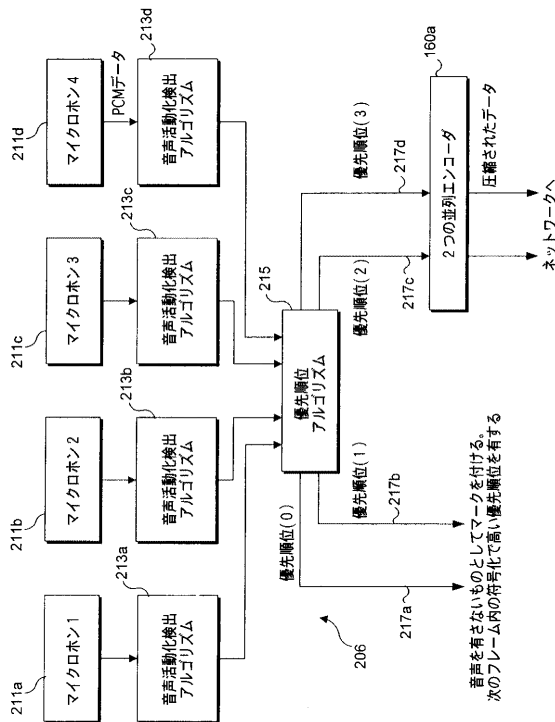 211a
マイクロホン1
211b
マイクロホン2
211c
マイクロホン3
211d
マイクロホン4
PCMデータ
213a
音声活動化検出
アルゴリズム
213b
音声活動化検出
アルゴリズム
213c
音声活動化検出
アルゴリズム
213d
音声活動化検出
アルゴリズム
215
優先順位
アルゴリズム
優先順位(0)
217a
優先順位(1)
217b
優先順位(2)
217c
優先順位(3)
217d
206
160a
2つの並列エンコーダ
圧縮されたデータ
ネットワークへ
音声を有さないものとしてマークを付ける。
次のフレーム内の符号化で高い優先順位を有する